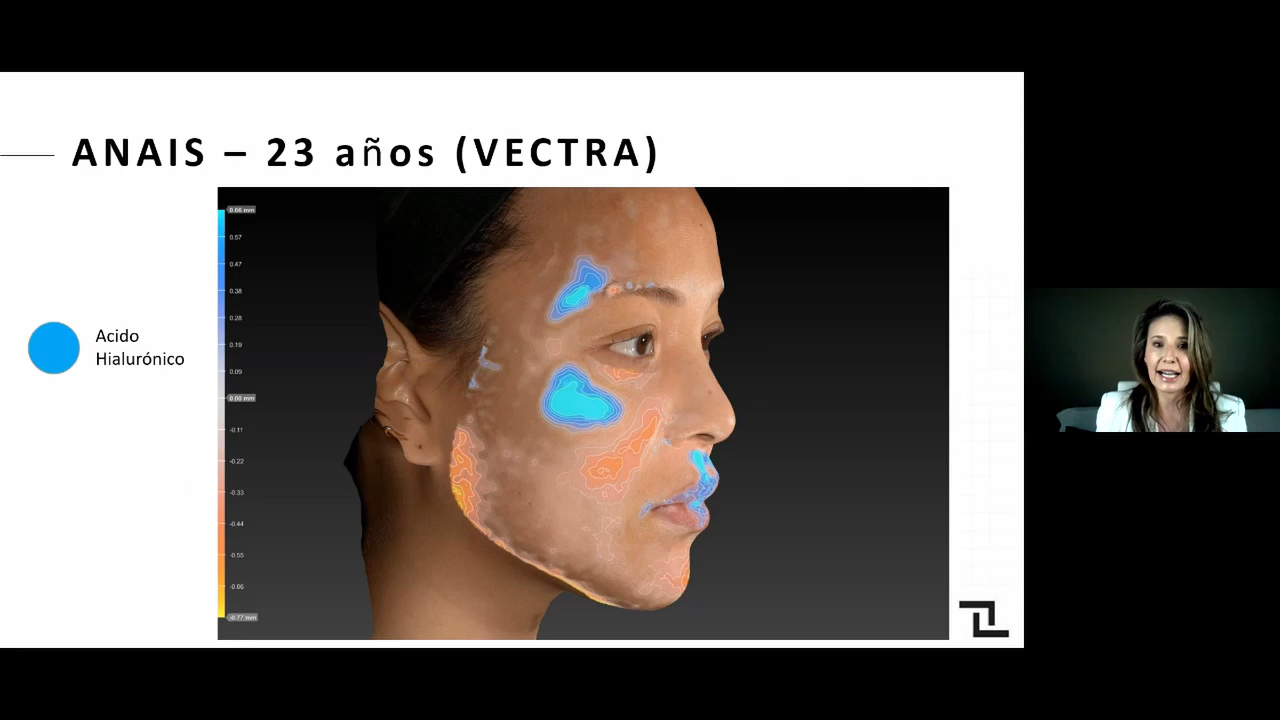 ANAIS – 23 años (VECTRA)
0.66 mm
0.57
0.47
0.38
0.28
0.19
0.09
0.00 mm
-0.11
-0.22
-0.33
-0.44
-0.55
-0.66
-0.77 mm
Acido
Hialurónico